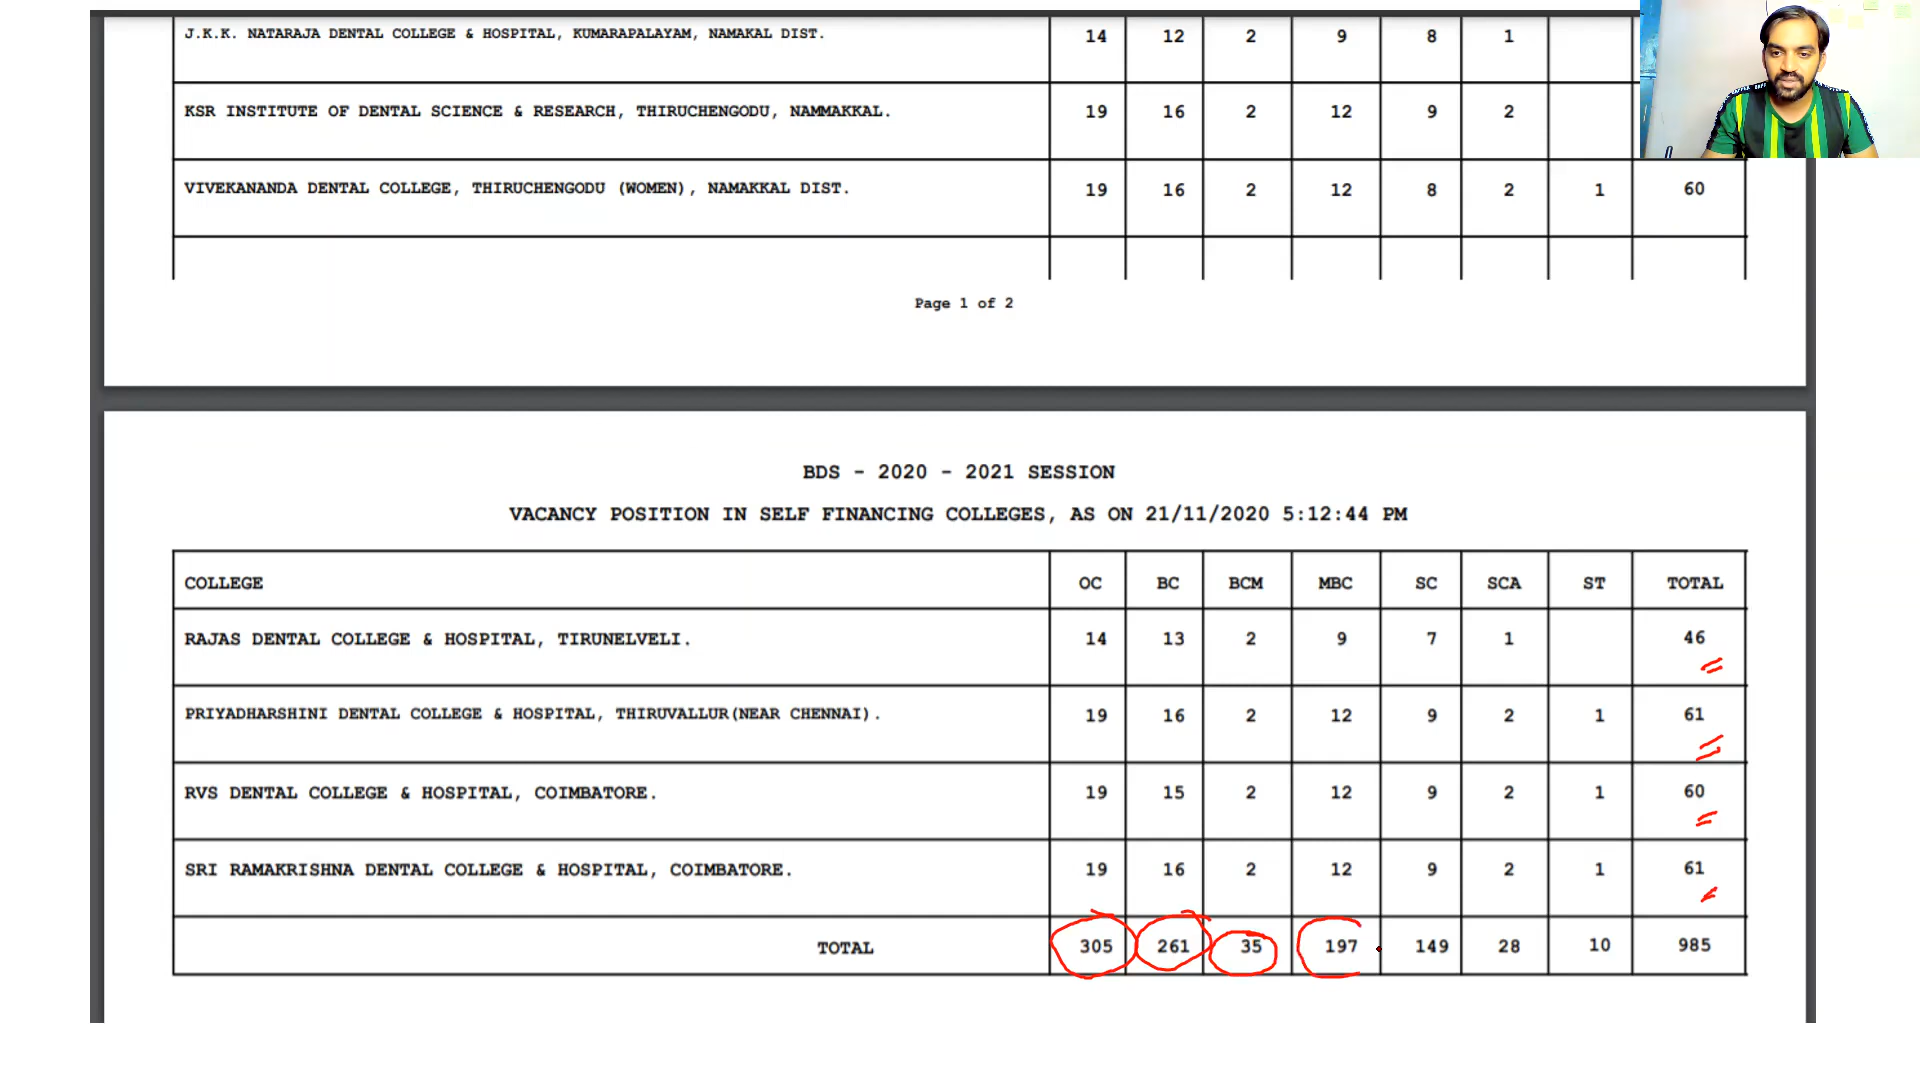 J.K.K. NATARAJA DENTAL COLLEGE & HOSPITAL, KUMARAPALAYAM, NAMAKAL DIST. 14 12 2 9 8 1
KSR INSTITUTE OF DENTAL SCIENCE & RESEARCH, THIRUCHENGODU, NAMMAKKAL. 19 16 2 12 9 2
VIVEKANANDA DENTAL COLLEGE, THIRUCHENGODU (WOMEN), NAMAKKAL DIST. 19 16 2 12 8 2 1 60
Page 1 of 2
BDS - 2020 - 2021 SESSION
VACANCY POSITION IN SELF FINANCING COLLEGES, AS ON 21/11/2020 5:12:44 PM
COLLEGE OC BC BCM MBC SC SCA ST TOTAL
RAJAS DENTAL COLLEGE & HOSPITAL, TIRUNELVELI. 14 13 2 9 7 1 46
PRIYADHARSHINI DENTAL COLLEGE & HOSPITAL, THIRUVALLUR(NEAR CHENNAI). 19 16 2 12 9 2 1 61
RVS DENTAL COLLEGE & HOSPITAL, COIMBATORE. 19 15 2 12 9 2 1 60
SRI RAMAKRISHNA DENTAL COLLEGE & HOSPITAL, COIMBATORE. 19 16 2 12 9 2 1 61
TOTAL 305 261 35 197 149 28 10 985